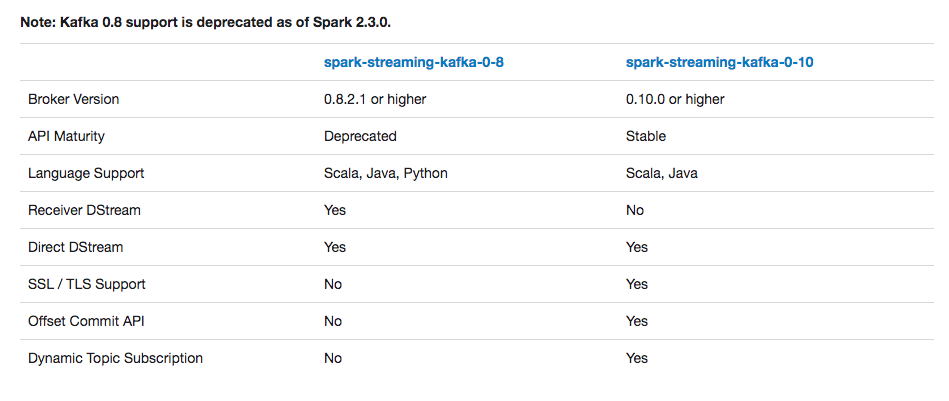 Note: Kafka 0.8 support is deprecated as of Spark 2.3.0.
spark-streaming-kafka-0-8 spark-streaming-kafka-0-10
Broker Version 0.8.2.1 or higher 0.10.0 or higher
API Maturity Deprecated Stable
Language Support Scala, Java, Python Scala, Java
Receiver DStream Yes No
Direct DStream Yes Yes
SSL / TLS Support No Yes
Offset Commit API No Yes
Dynamic Topic Subscription No Yes